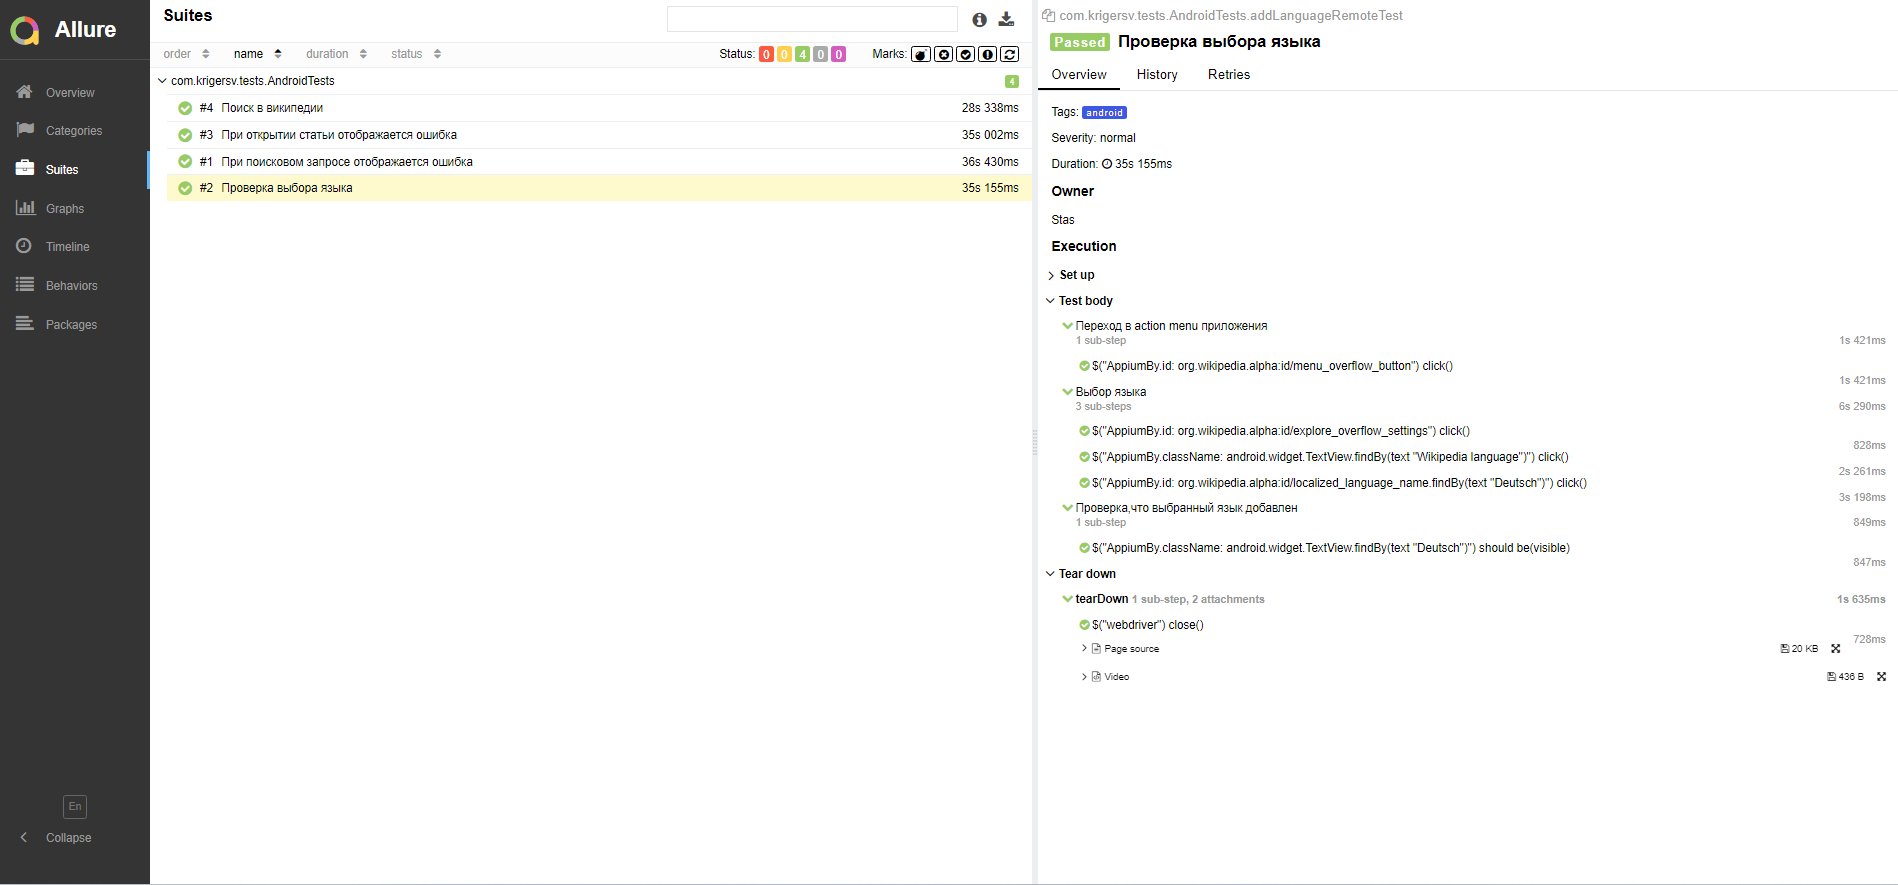 Allure
Overview
Categories
Suites
Graphs
Timeline
Behaviors
Packages
En
Collapse
Suites
order name duration status Status: 0 0 4 0 0 Marks:
com.krigersv.tests.AndroidTests 4
#4 Поиск в википедии 28s 338ms
#3 При открытии статьи отображается ошибка 35s 002ms
#1 При поисковом запросе отображается ошибка 36s 430ms
#2 Проверка выбора языка 35s 155ms
com.krigersv.tests.AndroidTests.addLanguageRemoteTest
Passed Проверка выбора языка
Overview History Retries
Tags: android
Severity: normal
Duration: 35s 155ms
Owner
Stas
Execution
Set up
Test body
Переход в action menu приложения
1 sub-step 1s 421ms
$("AppiumBy.id: org.wikipedia.alpha:id/menu_overflow_button") click()
1s 421ms
Выбор языка
3 sub-steps 6s 290ms
$("AppiumBy.id: org.wikipedia.alpha:id/explore_overflow_settings") click()
828ms
$("AppiumBy.className: android.widget.TextView.findBy(text "Wikipedia language")") click()
2s 261ms
$("AppiumBy.id: org.wikipedia.alpha:id/localized_language_name.findBy(text "Deutsch")") click()
3s 198ms
Проверка,что выбранный язык добавлен
1 sub-step 849ms
$("AppiumBy.className: android.widget.TextView.findBy(text "Deutsch")") should be(visible)
847ms
Tear down
tearDown 1 sub-step, 2 attachments 1s 635ms
$("webdriver") close()
728ms
Page source 20 KB
Video 436 B